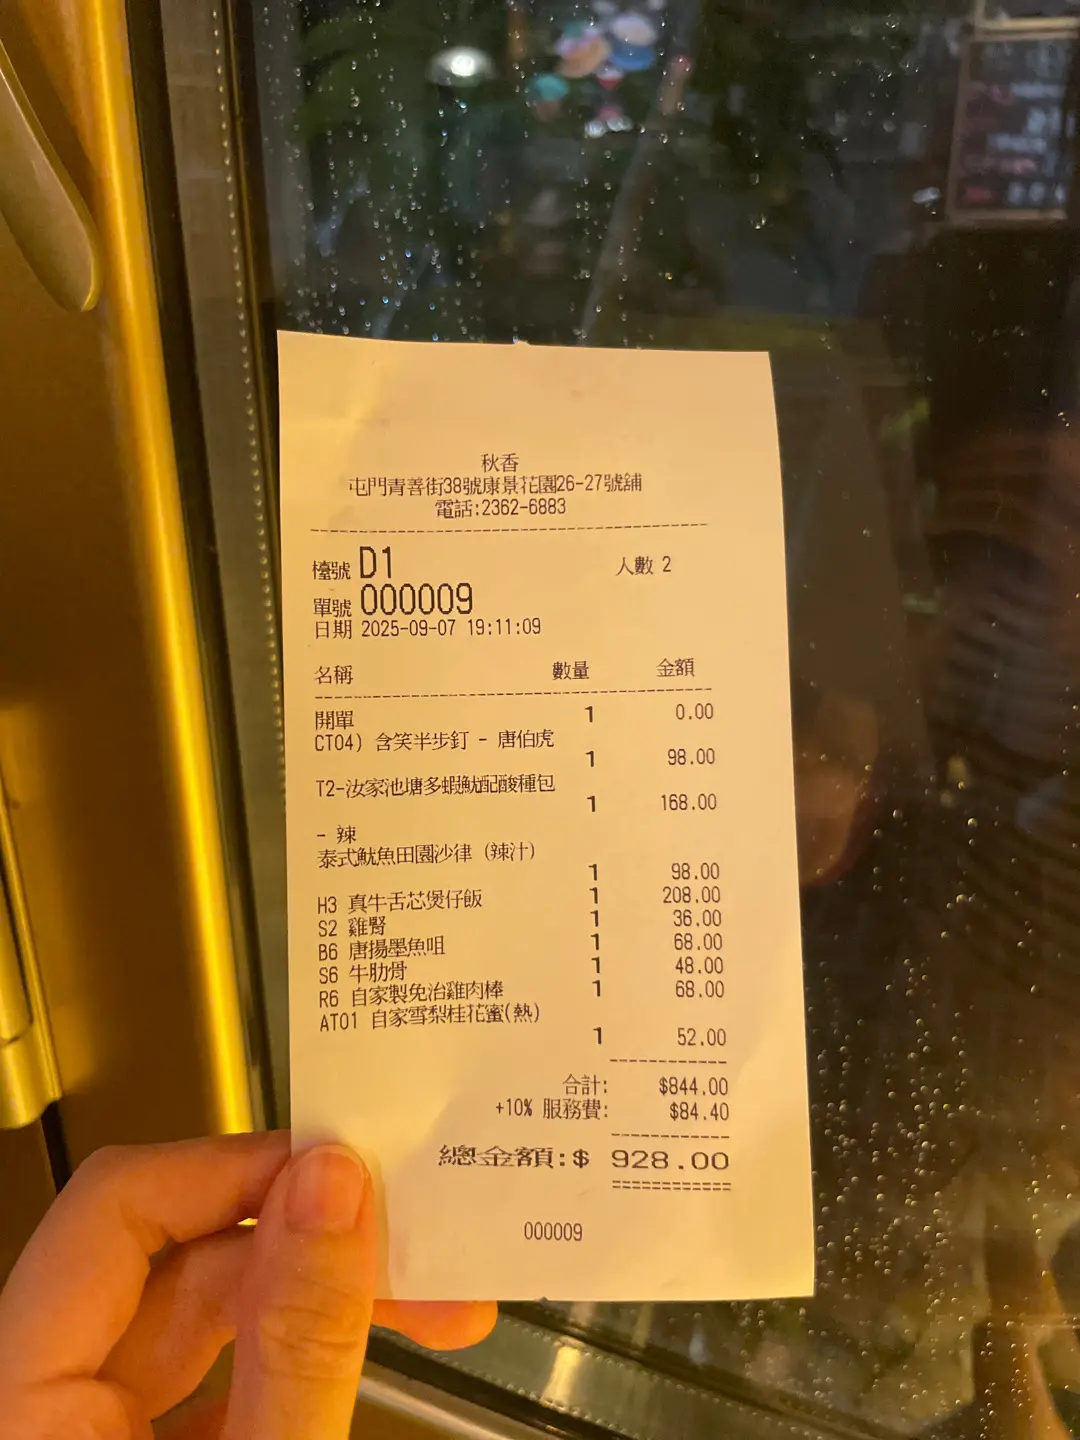 秋香
屯門青善街38號康景花園26-27號舖
電話:2362-6883
檯號 D1 人數 2
單號 000009
日期 2025-09-07 19:11:09
名稱 數量 金額
開單 1 0.00
CT04) 含笑半步釘 - 唐伯虎
1 98.00
T2-汝家池塘多蝦魷配酸種包
1 168.00
- 辣
泰式魷魚田園沙律 (辣汁)
1 98.00
H3 真牛舌芯煲仔飯 1 208.00
S2 雞腎 1 36.00
B6 唐揚墨魚咀 1 68.00
S6 牛肋骨 1 48.00
R6 自家製免治雞肉棒 1 68.00
AT01 自家雪梨桂花蜜(熱)
1 52.00
合計: $844.00
+10% 服務費: $84.40
總金額:$ 928.00
000009